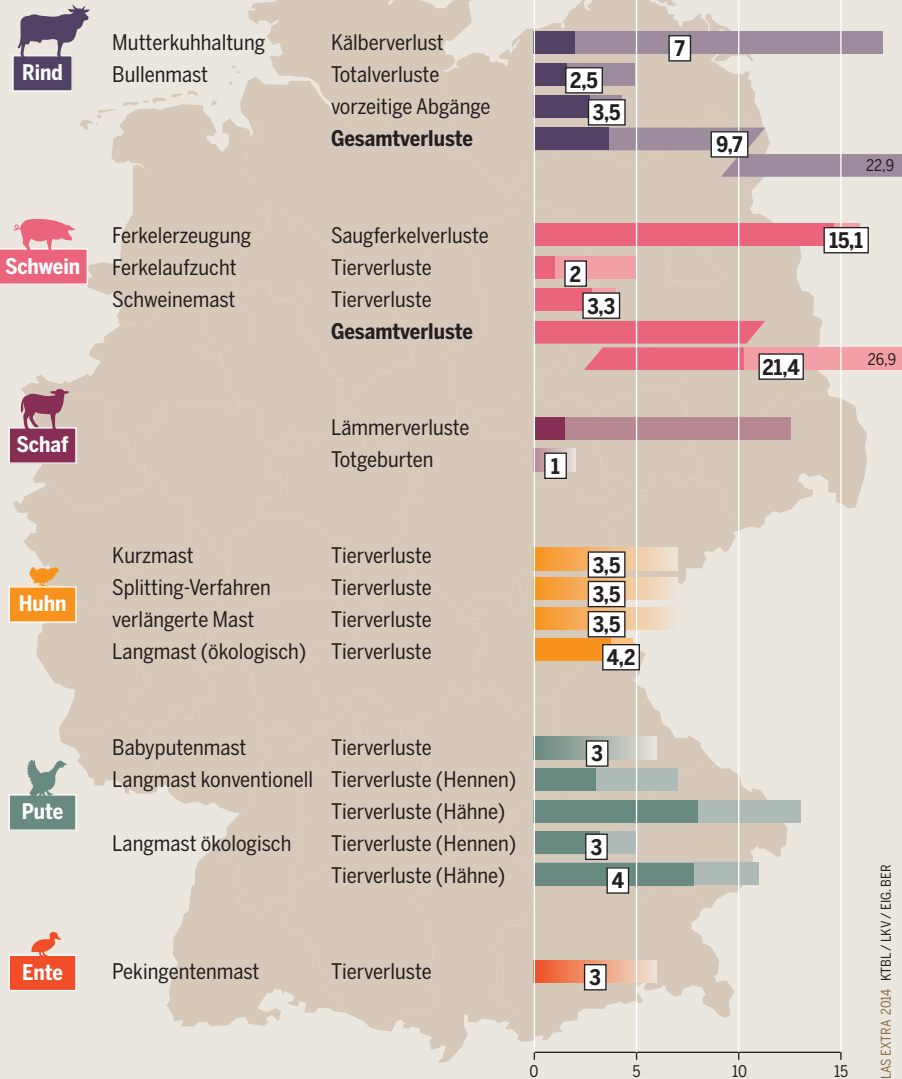 Rind
Mutterkuhhaltung Kälberverlust 7
Bullenmast Totalverluste 2,5
vorzeitige Abgänge 3,5
Gesamtverluste 9,7
22,9
Schwein
Ferkelerzeugung Saugferkelverluste 15,1
Ferkelaufzucht Tierverluste 2
Schweinemast Tierverluste 3,3
Gesamtverluste
21,4 26,9
Schaf
Lämmerverluste
Totgeburten 1
Huhn
Kurzmast Tierverluste 3,5
Splitting-Verfahren Tierverluste 3,5
verlängerte Mast Tierverluste 3,5
Langmast (ökologisch) Tierverluste 4,2
Pute
Babyputenmast Tierverluste 3
Langmast konventionell Tierverluste (Hennen)
Tierverluste (Hähne)
Langmast ökologisch Tierverluste (Hennen) 3
Tierverluste (Hähne) 4
Ente
Pekingentenmast Tierverluste 3
0 5 10 15
LAS EXTRA 2014 KTBL / LKV / EIG. BER